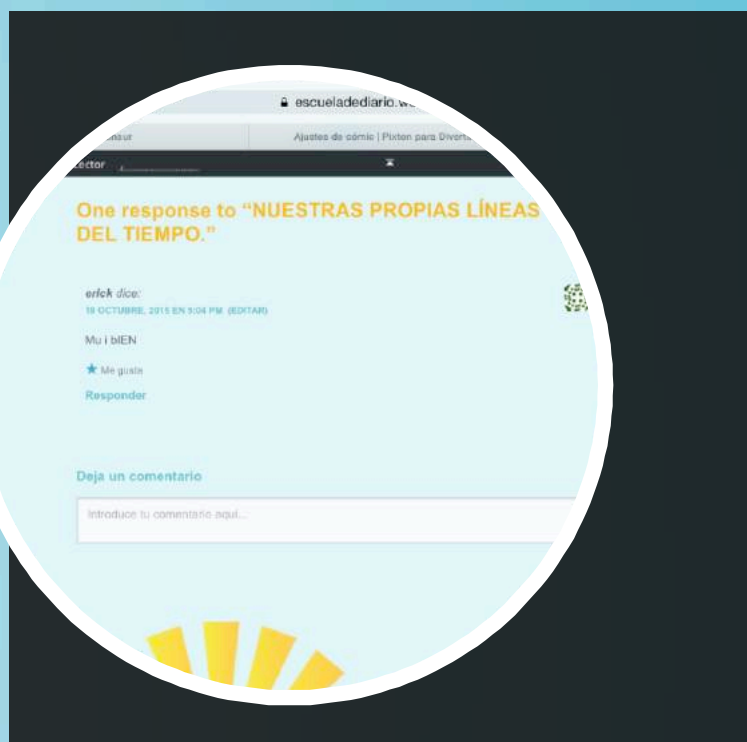 escueladediario.w
Ajustes de cómic | Pixton para Diverti
One response to “NUESTRAS PROPIAS LÍNEAS
DEL TIEMPO.”
erick dice:
OCTUBRE, 2015 EN 5:04 PM (EDITAR)
Mu i bIEN
Me gusta
Responder
Deja un comentario
Introduce tu comentario aquí...